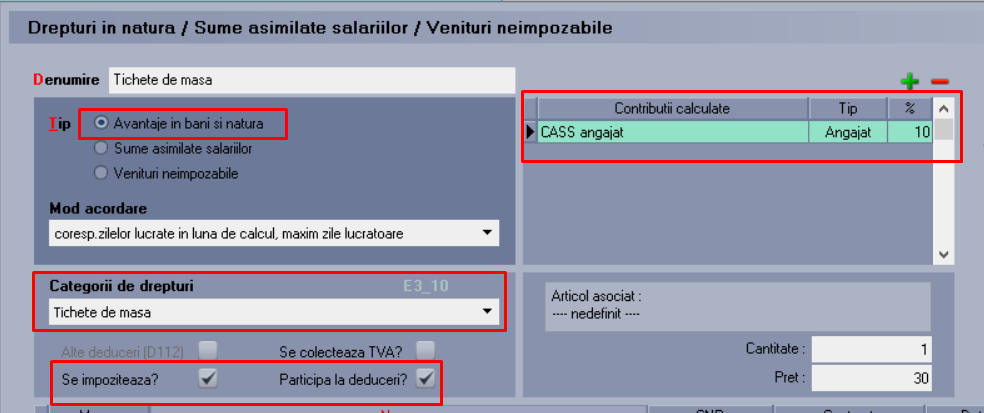 Drepturi in natura / Sume asimilate salariilor / Venituri neimpozabile
Denumire Tichete de masa
Tip Avantaje in bani si natura
Sume asimilate salariilor
Venituri neimpozabile
Mod acordare
coresp.zilelor lucrate in luna de calcul, maxim zile lucratoare
Contributii calculate Tip %
CASS angajat Angajat 10
Categorii de drepturi E3_10
Tichete de masa
Alte deduceri (D112) Se colecteaza TVA?
Se impoziteaza? Participa la deduceri?
Articol asociat :
---- nedefinit ----
Cantitate : 1
Pret : 30